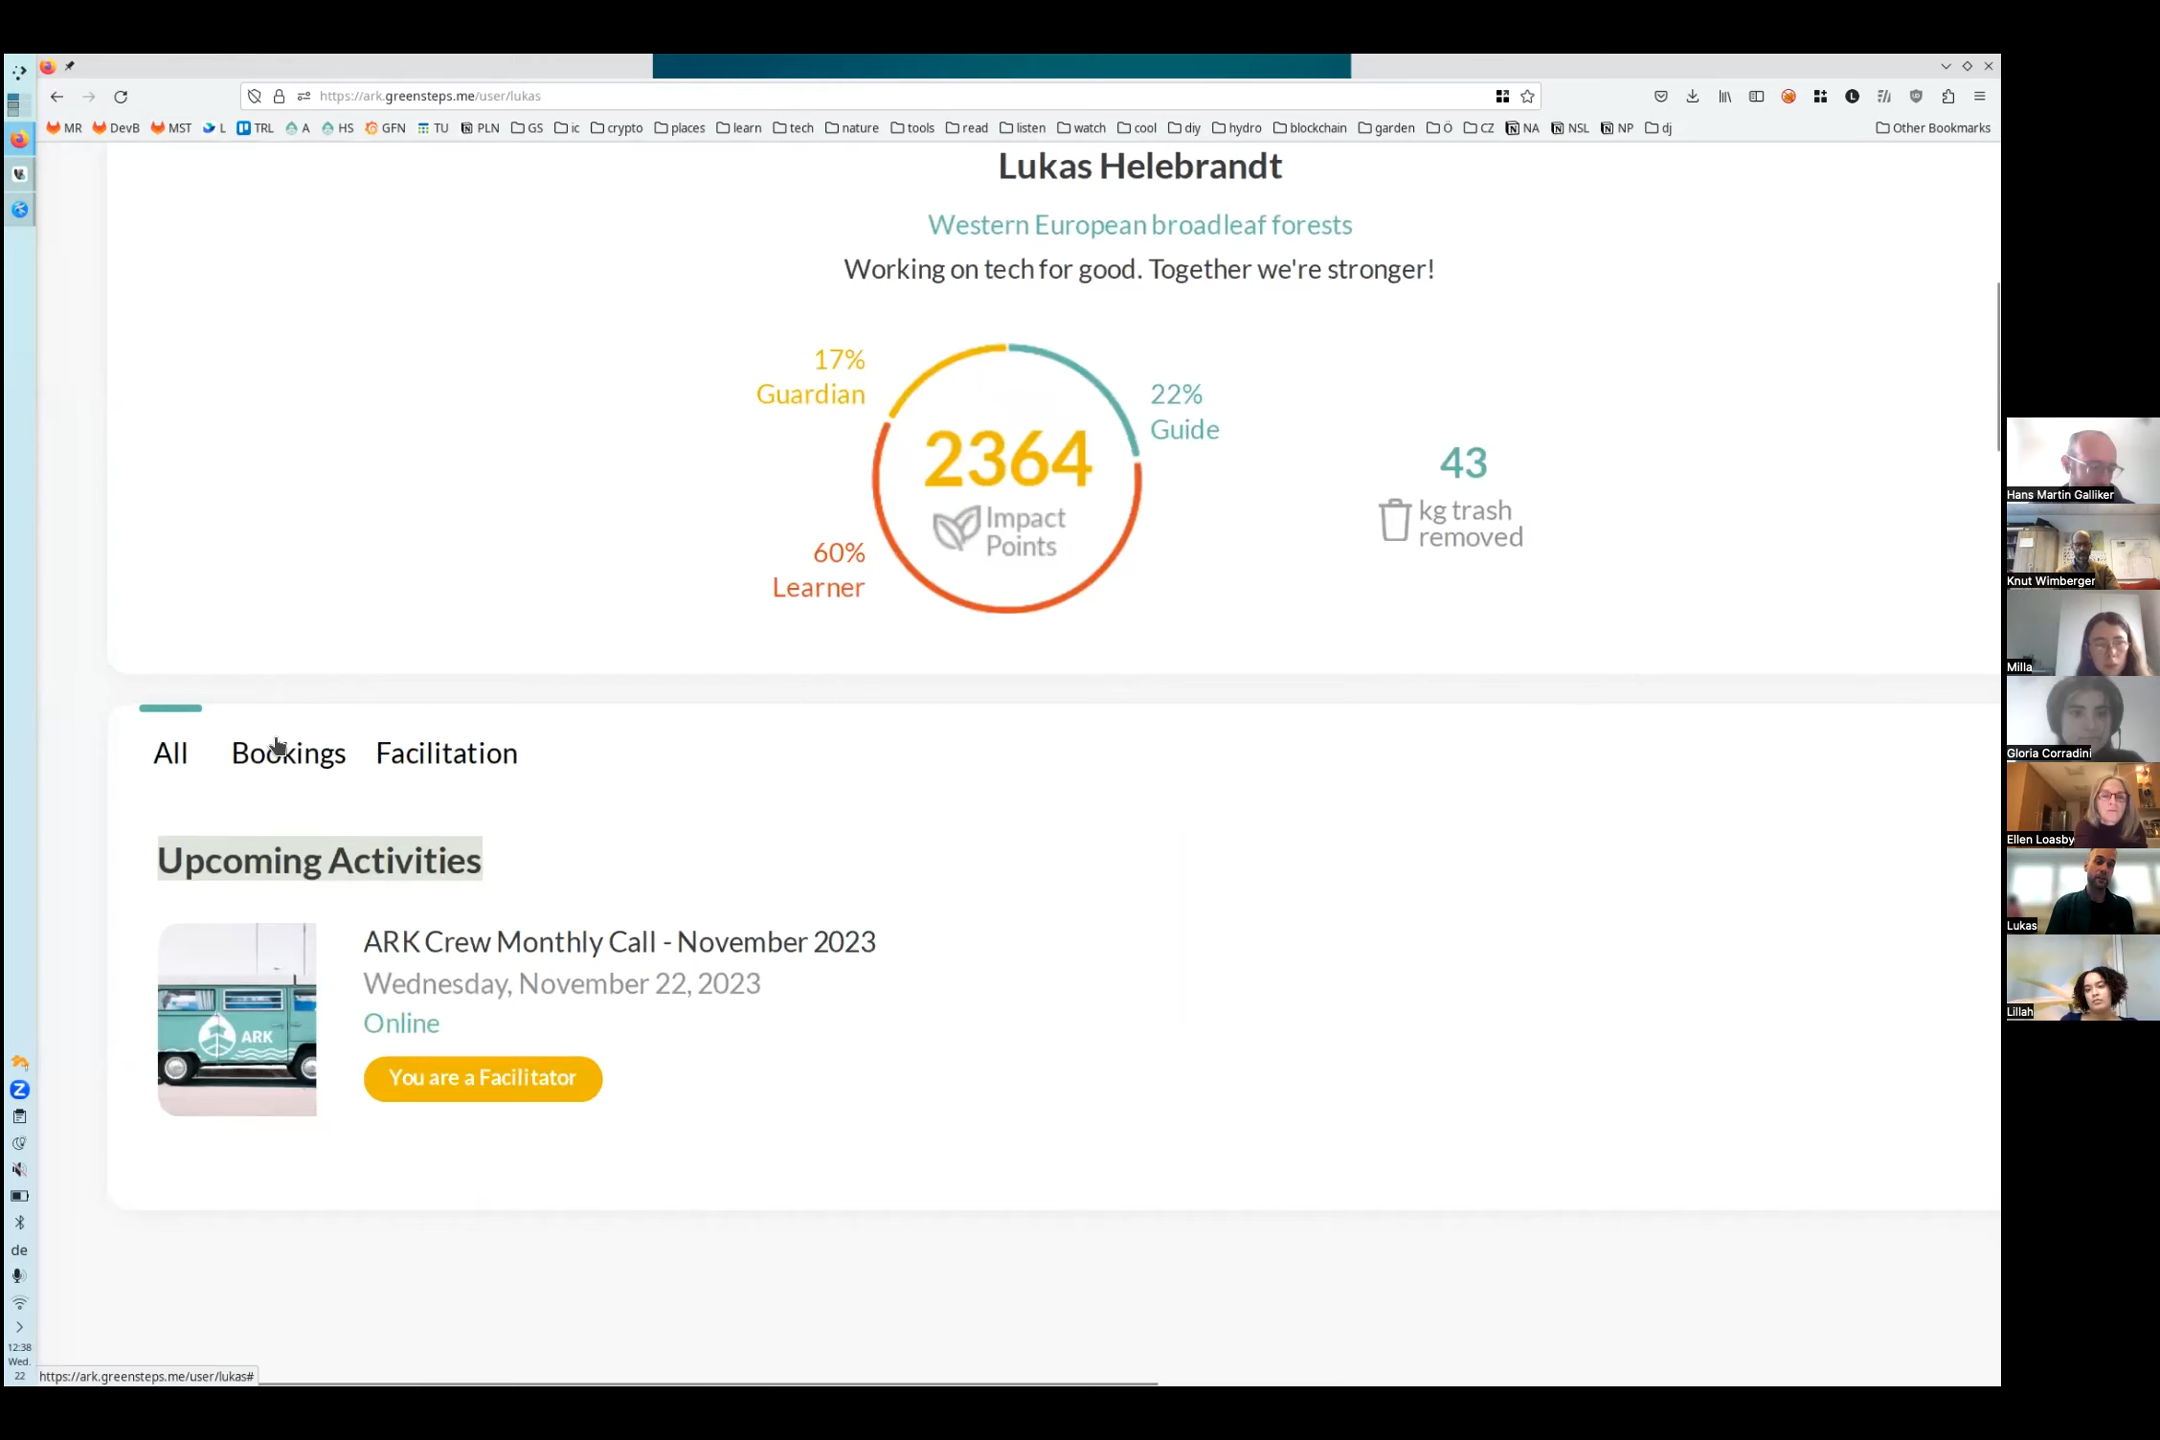 https://ark.greensteps.me/user/lukas
MR DevB MST L TRL A HS GFN TU PLN GS ic crypto places learn tech nature tools read listen watch cool diy hydro blockchain garden Ö CZ NA NSL NP dj Other Bookmarks
Lukas Helebrandt
Western European broadleaf forests
Working on tech for good. Together we're stronger!
17%
Guardian
22%
Guide
2364
Impact
Points
60%
Learner
43
kg trash
removed
All Bookings Facilitation
Upcoming Activities
ARK Crew Monthly Call - November 2023
Wednesday, November 22, 2023
Online
You are a Facilitator
ARK
de
12:38
Wed.
22
https://ark.greensteps.me/user/lukas#
Hans Martin Galliker
Knut Wimberger
Milla
Gloria Corradini
Ellen Loasby
Lukas
Lillah